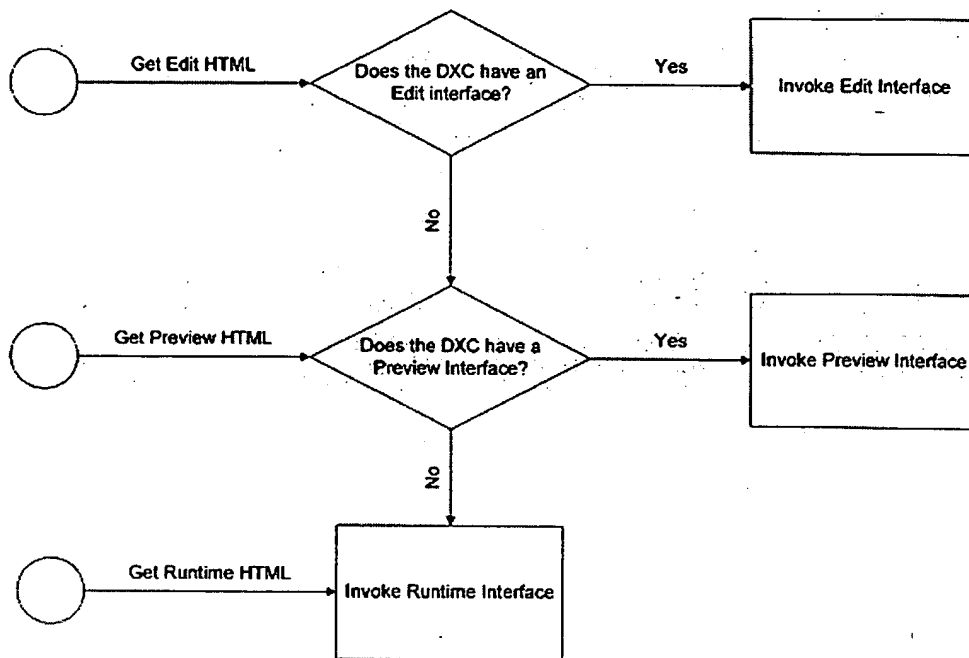 Get Edit HTML
Does the DXC have an
Edit interface?
Yes
Invoke Edit Interface
No
Get Preview HTML
Does the DXC have a
Preview Interface?
Yes
Invoke Preview Interface
No
Get Runtime HTML
Invoke Runtime Interface